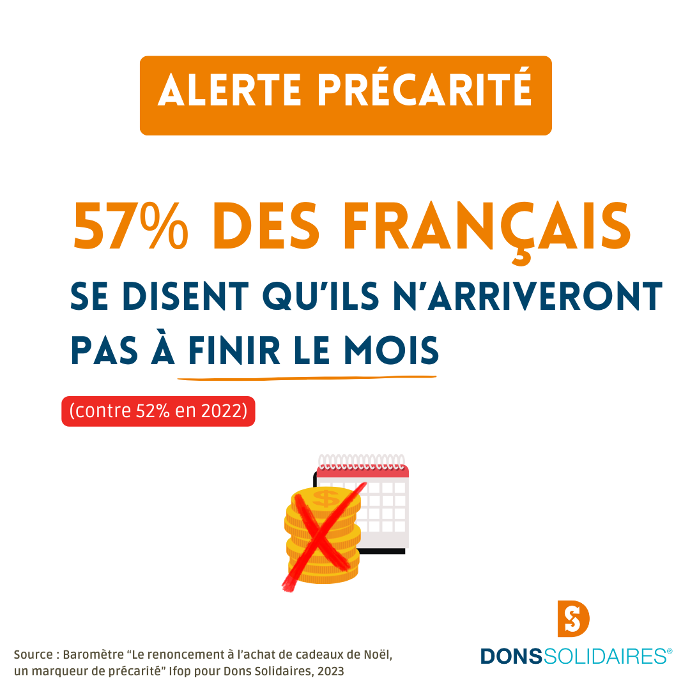 ALERTE PRÉCARITÉ
57% DES FRANÇAIS
SE DISENT QU'ILS N'ARRIVERONT
PAS À FINIR LE MOIS
(contre 52% en 2022)
$
DS
DONSSOLIDAIRES®
Source : Baromètre “Le renoncement à l’achat de cadeaux de Noël,
un marqueur de précarité” Ifop pour Dons Solidaires, 2023